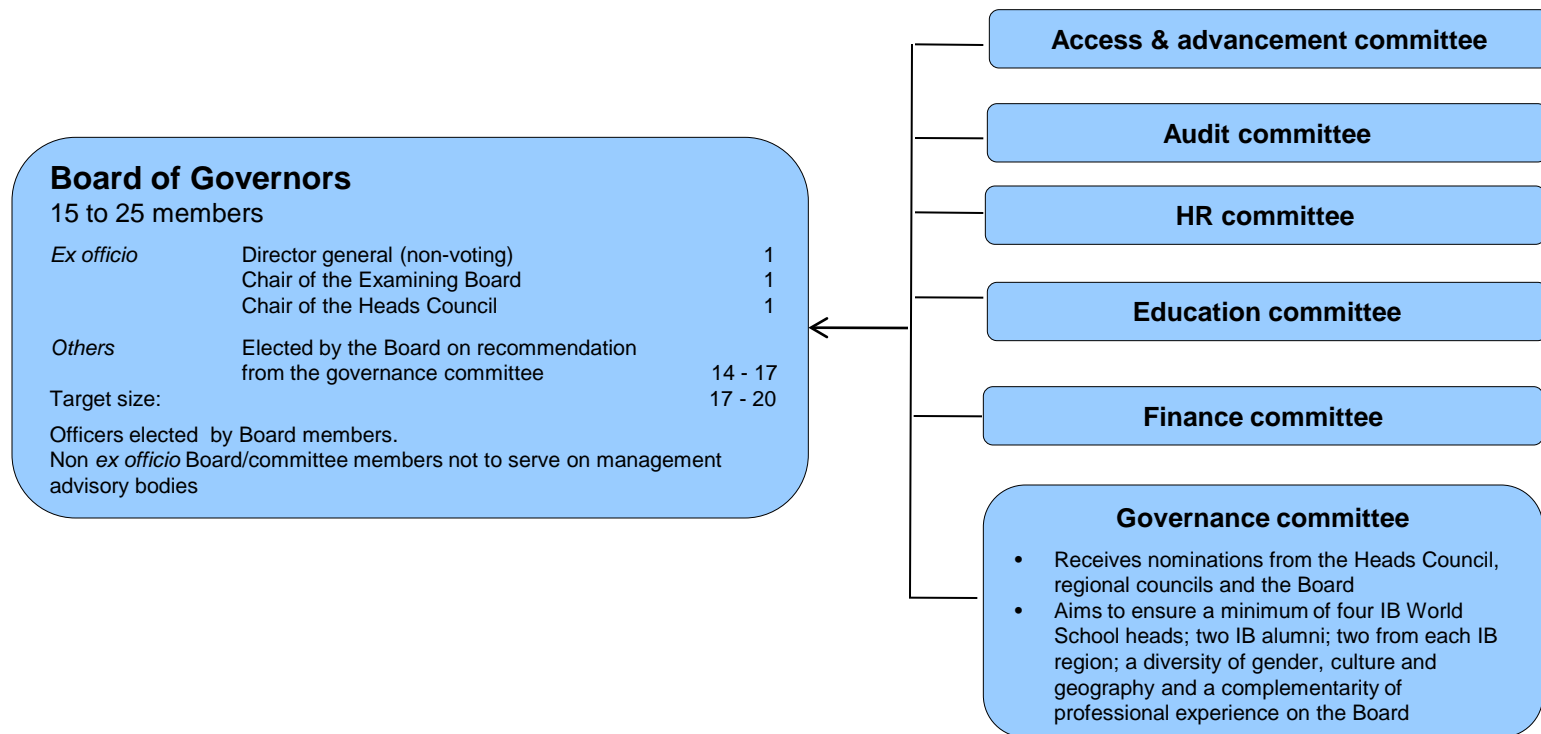 Board of Governors
15 to 25 members
Ex officio Director general (non-voting) 1
Chair of the Examining Board 1
Chair of the Heads Council 1
Others Elected by the Board on recommendation
from the governance committee 14 - 17
Target size: 17 - 20
Officers elected by Board members.
Non ex officio Board/committee members not to serve on management
advisory bodies
Access & advancement committee
Audit committee
HR committee
Education committee
Finance committee
Governance committee
• Receives nominations from the Heads Council,
regional councils and the Board
• Aims to ensure a minimum of four IB World
School heads; two IB alumni; two from each IB
region; a diversity of gender, culture and
geography and a complementarity of
professional experience on the Board